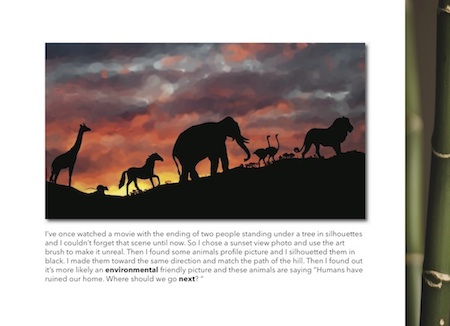 I've once watched a movie with the ending of two people standing under a tree in silhouettes
and I couldn't forget that scene until now. So I chose a sunset view photo and use the art
brush to make it unreal. Then I found some animals profile picture and I silhouetted them in
black. I made them toward the same direction and match the path of the hill. Then I found out
it's more likely an environmental friendly picture and these animals are saying "Humans have
ruined our home. Where should we go next? "